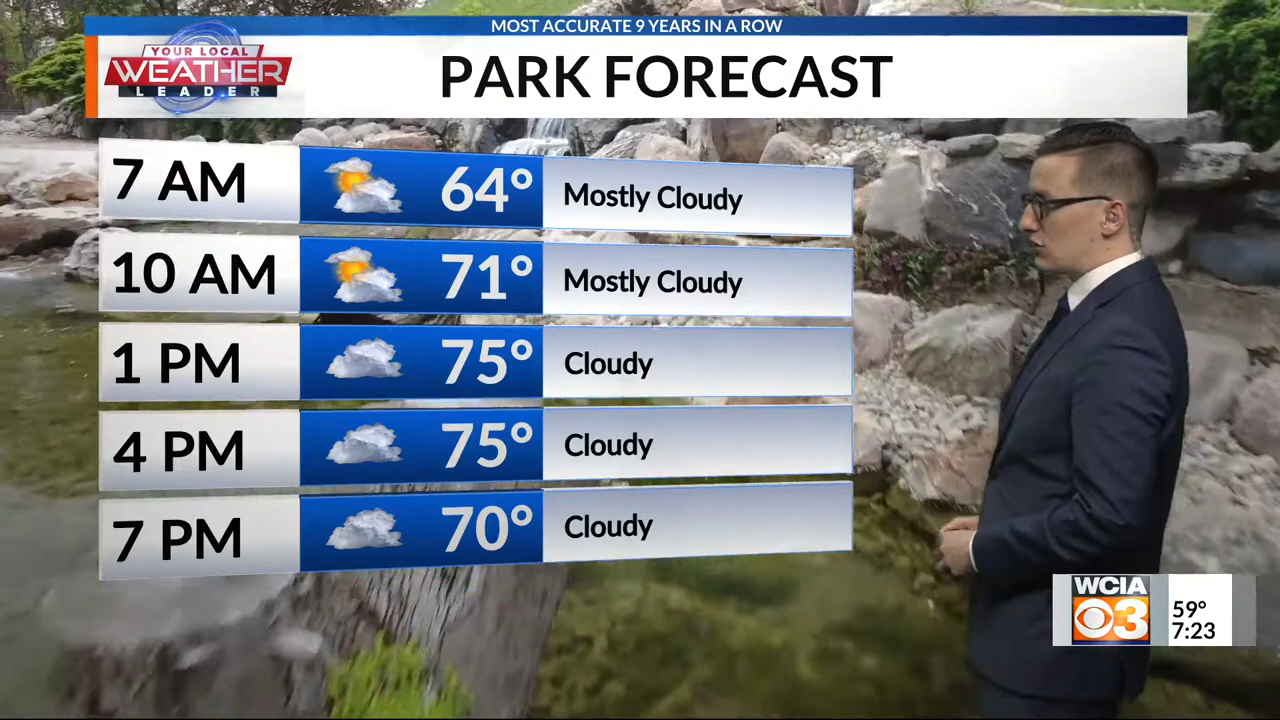 MOST ACCURATE 9 YEARS IN A ROW
YOUR LOCAL
WEATHER
LEADER
PARK FORECAST
7 AM 64° Mostly Cloudy
10 AM 71° Mostly Cloudy
1 PM 75° Cloudy
4 PM 75° Cloudy
7 PM 70° Cloudy
WCIA
3
59°
7:23